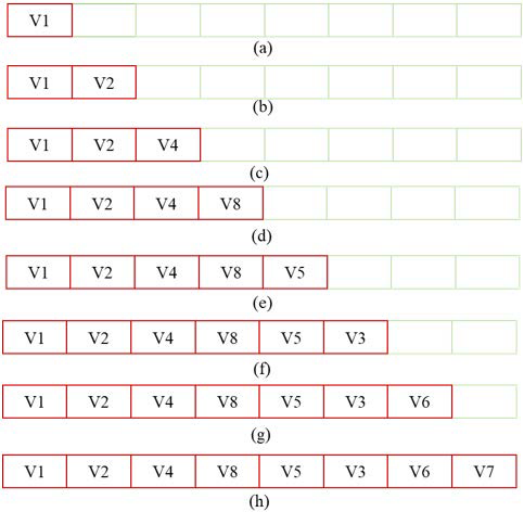 V1
(a)
V1 V2
(b)
V1 V2 V4
(c)
V1 V2 V4 V8
(d)
V1 V2 V4 V8 V5
(e)
V1 V2 V4 V8 V5 V3
(f)
V1 V2 V4 V8 V5 V3 V6
(g)
V1 V2 V4 V8 V5 V3 V6 V7
(h)